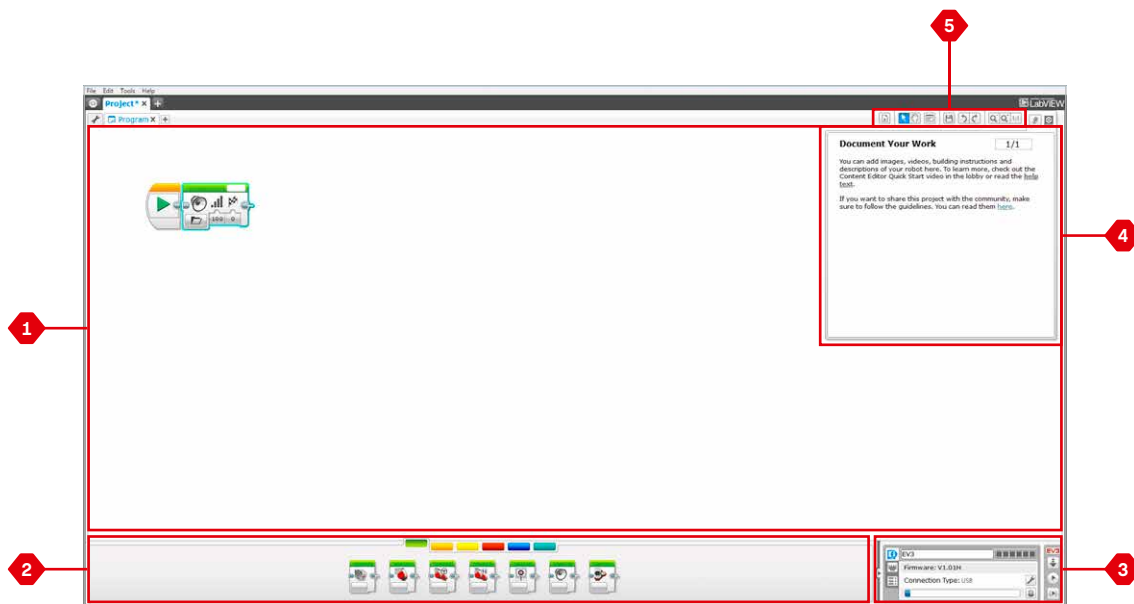 5
File Edit Tools Help
Project* × +
LabVIEW
Program × +
1:1
Document Your Work 1/1
You can add images, videos, building instructions and
descriptions of your robot here. To learn more, check out the
Content Editor Quick Start video in the lobby or read the help
text.
If you want to share this project with the community, make
sure to follow the guidelines. You can read them here.
100 0
4
1
2
EV3
EV3
Firmware: V1.01H
Connection Type: USB
3